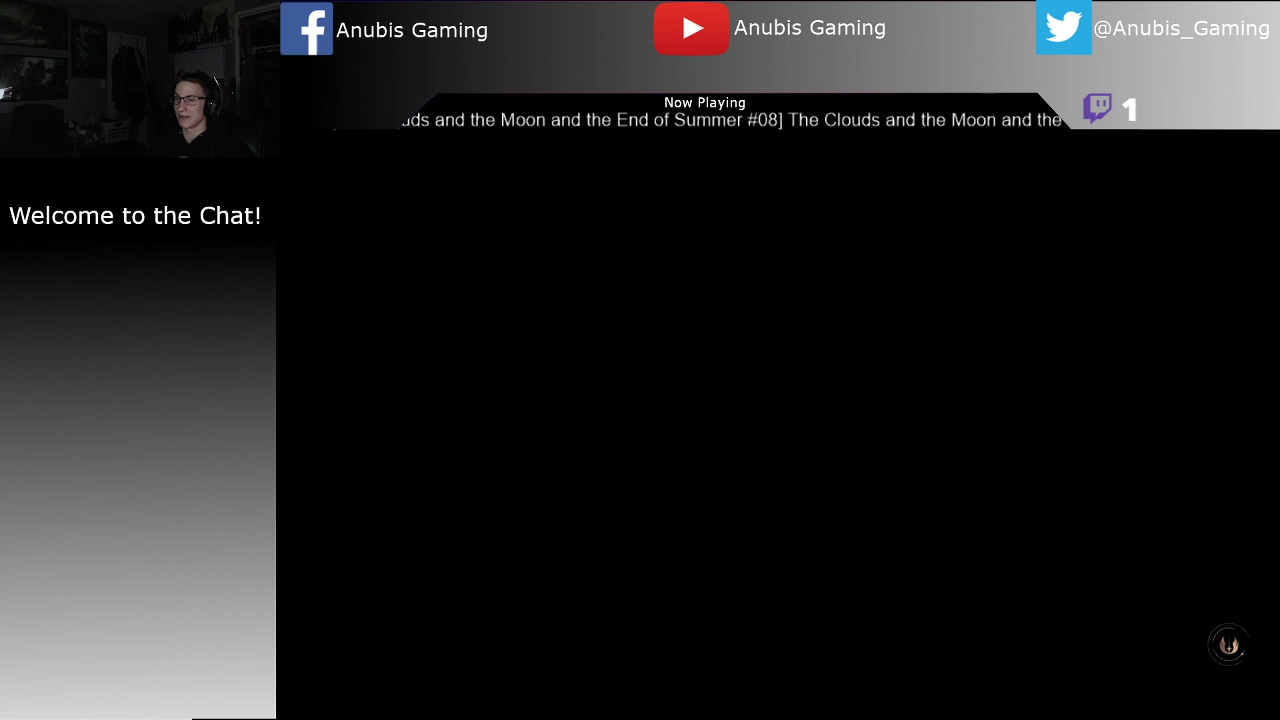 Anubis Gaming
Anubis Gaming
@Anubis_Gaming
Now Playing
and the Moon and the End of Summer #08] The Clouds and the Moon and the
1
Welcome to the Chat!